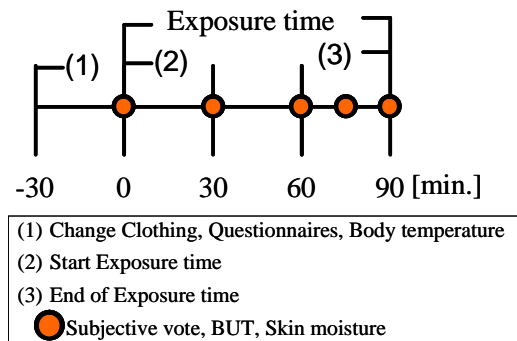 Exposure time
(1)
(2)
(3)
-30 0 30 60 90 [min.]
(1) Change Clothing, Questionnaires, Body temperature
(2) Start Exposure time
(3) End of Exposure time
Subjective vote, BUT, Skin moisture